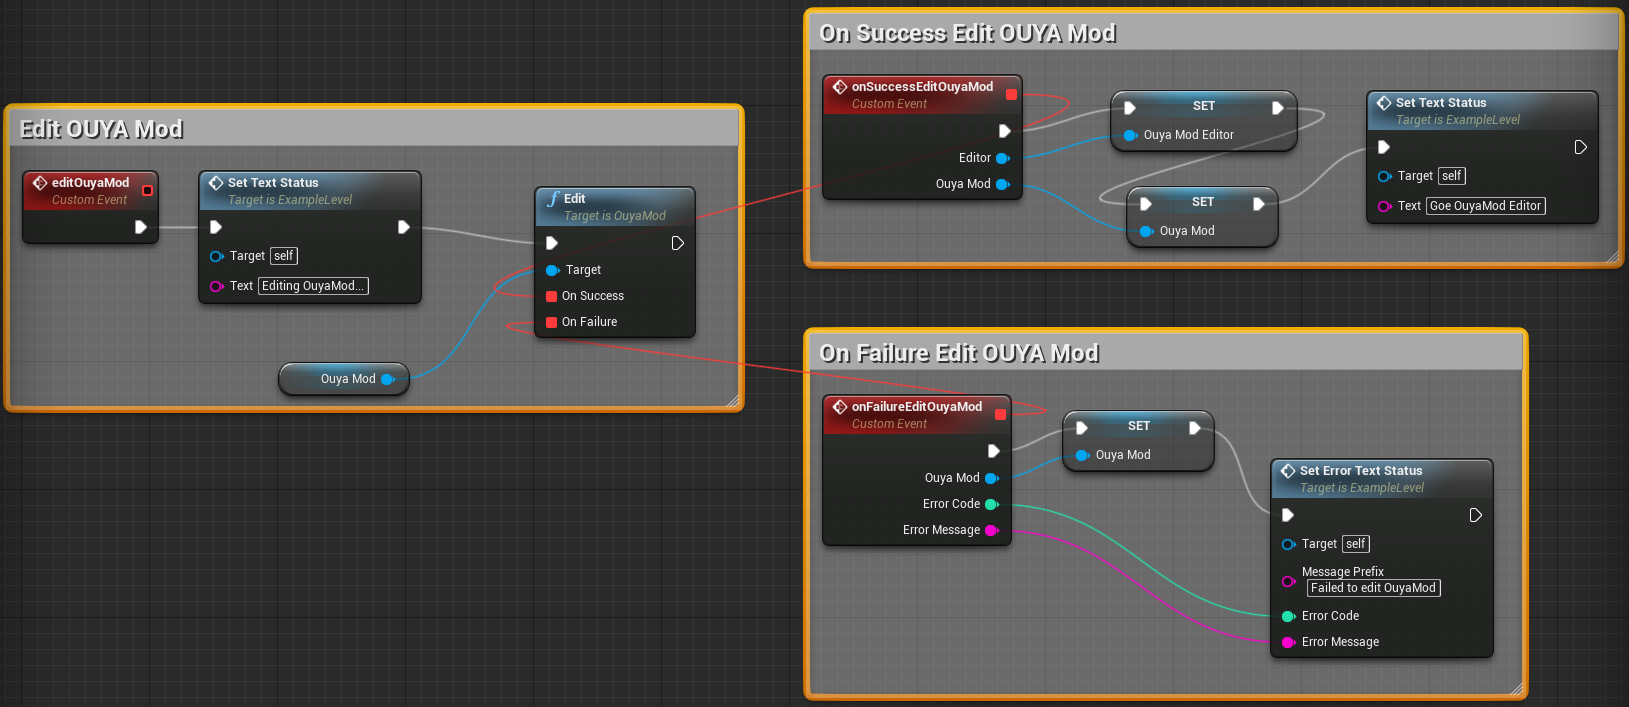 Edit OUYA Mod
editOuyaMod
Custom Event
Set Text Status
Target is ExampleLevel
Target self
Text Editing OuyaMod...
Ouya Mod
f Edit
Target is OuyaMod
Target
On Success
On Failure
On Success Edit OUYA Mod
onSuccessEditOuyaMod
Custom Event
Editor
Ouya Mod
SET
Ouya Mod Editor
SET
Ouya Mod
Set Text Status
Target is ExampleLevel
Target self
Text Goe OuyaMod Editor
On Failure Edit OUYA Mod
onFailureEditOuyaMod
Custom Event
Ouya Mod
Error Code
Error Message
SET
Ouya Mod
Set Error Text Status
Target is ExampleLevel
Target self
Message Prefix
Failed to edit OuyaMod
Error Code
Error Message